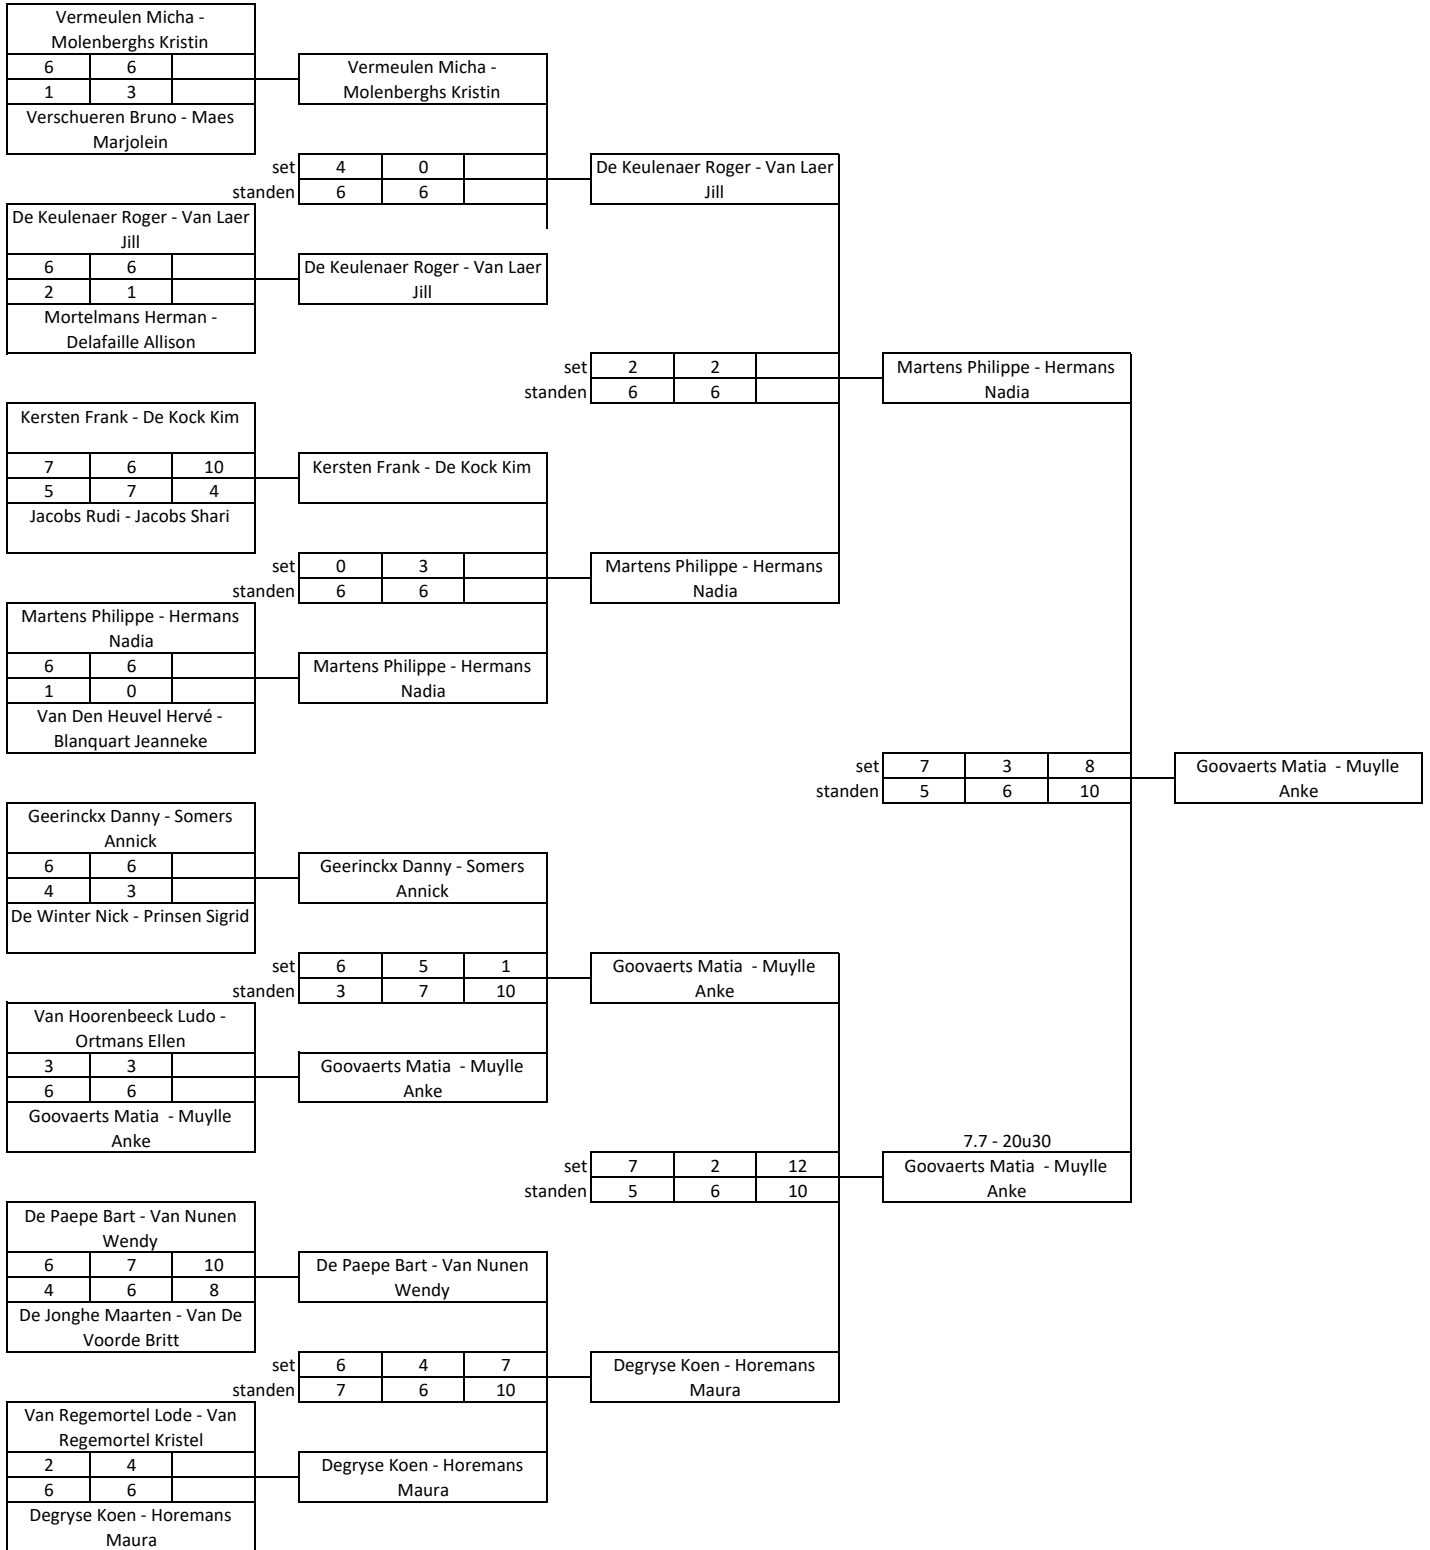 Vermeulen Micha -
Molenberghs Kristin
6 6
1 3
Verschueren Bruno - Maes
Marjolein
Vermeulen Micha -
Molenberghs Kristin
set 4 0
standen 6 6
De Keulenaer Roger - Van Laer
Jill
De Keulenaer Roger - Van Laer
Jill
6 6
2 1
Mortelmans Herman -
Delafaille Allison
De Keulenaer Roger - Van Laer
Jill
set 2 2
standen 6 6
Martens Philippe - Hermans
Nadia
Kersten Frank - De Kock Kim
7 6 10
5 7 4
Jacobs Rudi - Jacobs Shari
Kersten Frank - De Kock Kim
set 0 3
standen 6 6
Martens Philippe - Hermans
Nadia
Martens Philippe - Hermans
Nadia
6 6
1 0
Van Den Heuvel Hervé -
Blanquart Jeanneke
Martens Philippe - Hermans
Nadia
set 7 3 8
standen 5 6 10
Goovaerts Matia  - Muylle
Anke
Geerinckx Danny - Somers
Annick
6 6
4 3
De Winter Nick - Prinsen Sigrid
Geerinckx Danny - Somers
Annick
set 6 5 1
standen 3 7 10
Goovaerts Matia  - Muylle
Anke
Van Hoorenbeeck Ludo -
Ortmans Ellen
3 3
6 6
Goovaerts Matia  - Muylle
Anke
Goovaerts Matia  - Muylle
Anke
set 7 2 12
standen 5 6 10
7.7 - 20u30
Goovaerts Matia  - Muylle
Anke
De Paepe Bart - Van Nunen
Wendy
6 7 10
4 6 8
De Jonghe Maarten - Van De
Voorde Britt
De Paepe Bart - Van Nunen
Wendy
set 6 4 7
standen 7 6 10
Degryse Koen - Horemans
Maura
Van Regemortel Lode - Van
Regemortel Kristel
2 4
6 6
Degryse Koen - Horemans
Maura
Degryse Koen - Horemans
Maura